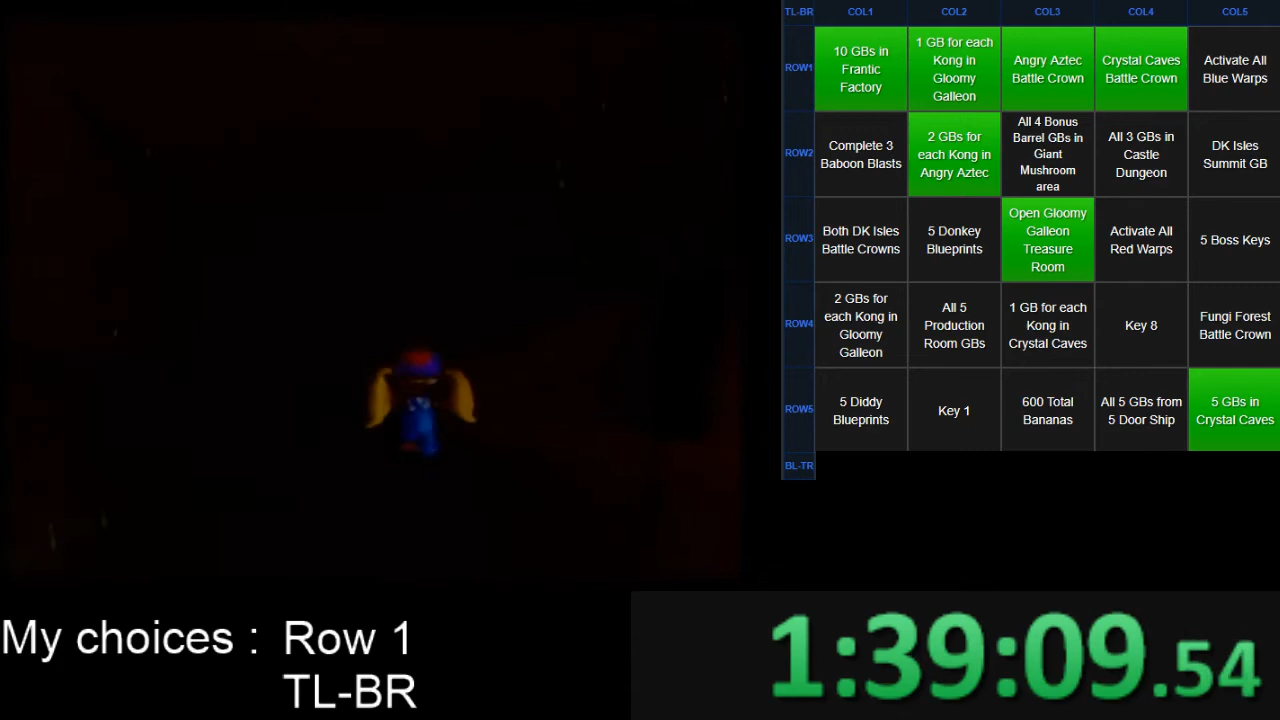 TL-BR COL1 COL2 COL3 COL4 COL5
ROW1
10 GBs in
Frantic
Factory
1 GB for each
Kong in
Gloomy
Galleon
Angry Aztec
Battle Crown
Crystal Caves
Battle Crown
Activate All
Blue Warps
ROW2
Complete 3
Baboon Blasts
2 GBs for
each Kong in
Angry Aztec
All 4 Bonus
Barrel GBs in
Giant
Mushroom
area
All 3 GBs in
Castle
Dungeon
DK Isles
Summit GB
ROW3
Both DK Isles
Battle Crowns
5 Donkey
Blueprints
Open Gloomy
Galleon
Treasure
Room
Activate All
Red Warps
5 Boss Keys
ROW4
2 GBs for
each Kong in
Gloomy
Galleon
All 5
Production
Room GBs
1 GB for each
Kong in
Crystal Caves
Key 8
Fungi Forest
Battle Crown
ROW5
5 Diddy
Blueprints
Key 1
600 Total
Bananas
All 5 GBs from
5 Door Ship
5 GBs in
Crystal Caves
BL-TR
My choices : Row 1
TL-BR
1:39:09.54